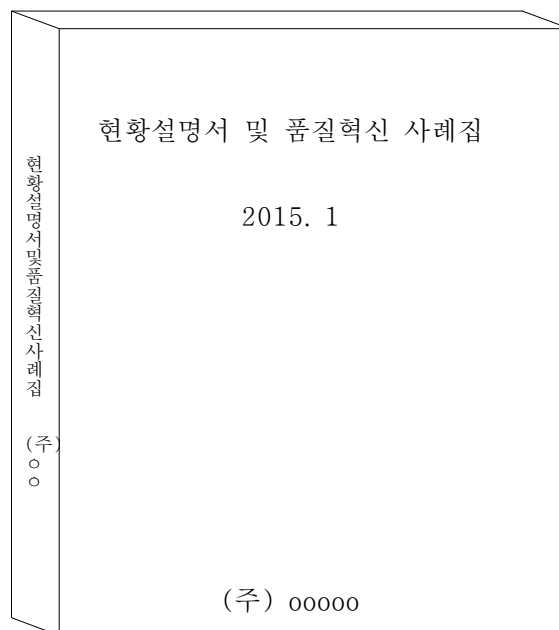 현황설명서 및 품질혁신 사례집
2015. 1
(주) ooooo
현황설명서및품질혁신사례집
(주)
ㅇ
ㅇ